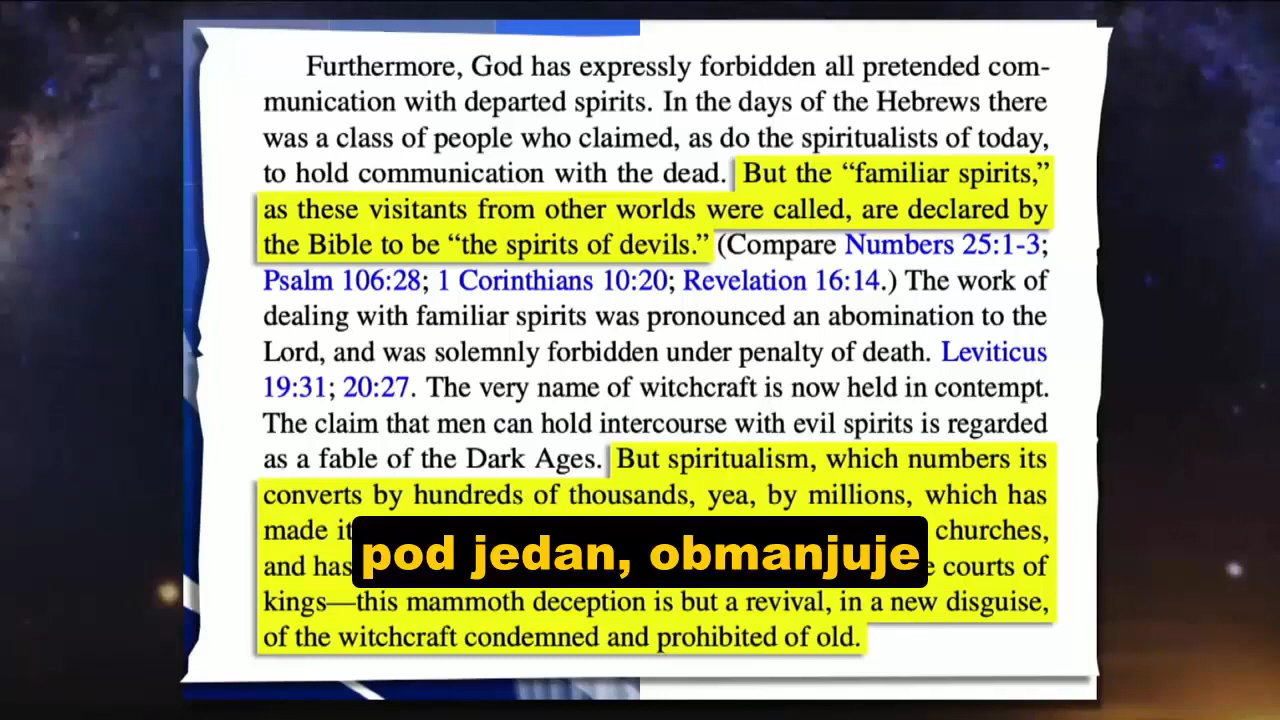 Furthermore, God has expressly forbidden all pretended com-
munication with departed spirits. In the days of the Hebrews there
was a class of people who claimed, as do the spiritualists of today,
to hold communication with the dead. But the “familiar spirits,”
as these visitants from other worlds were called, are declared by
the Bible to be “the spirits of devils.” (Compare Numbers 25:1-3;
Psalm 106:28; 1 Corinthians 10:20; Revelation 16:14.) The work of
dealing with familiar spirits was pronounced an abomination to the
Lord, and was solemnly forbidden under penalty of death. Leviticus
19:31; 20:27. The very name of witchcraft is now held in contempt.
The claim that men can hold intercourse with evil spirits is regarded
as a fable of the Dark Ages. But spiritualism, which numbers its
converts by hundreds of thousands, yea, by millions, which has
made churches,
pod jedan, obmanjuje
and has courts of
kings—this mammoth deception is but a revival, in a new disguise,
of the witchcraft condemned and prohibited of old.